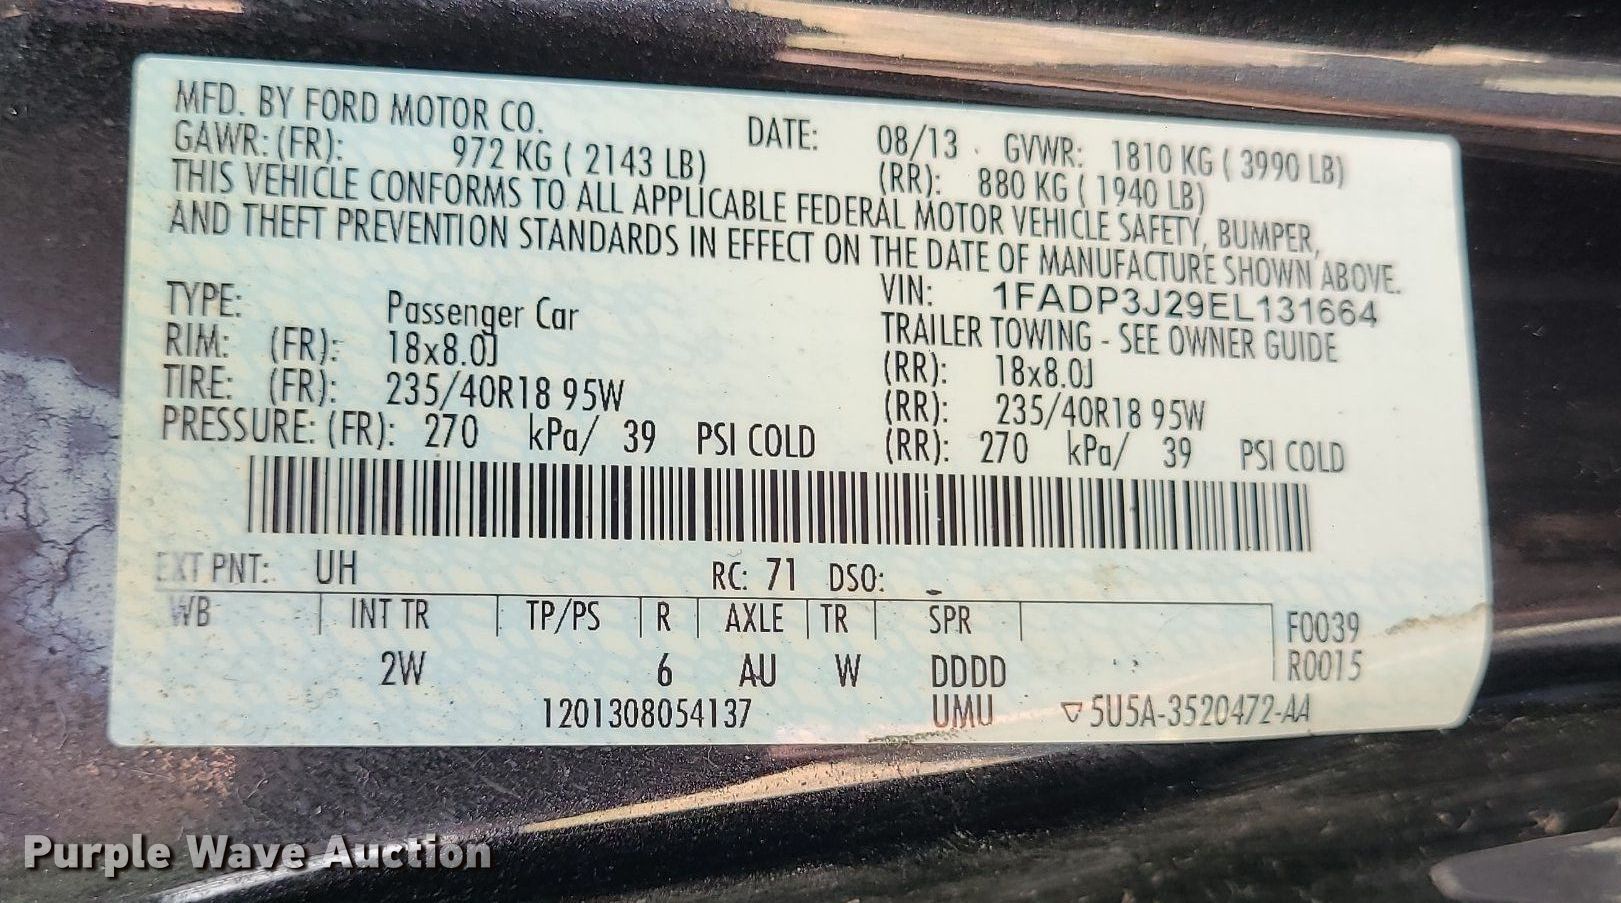 MFD. BY FORD MOTOR CO.
DATE: 08/13 GVWR: 1810 KG ( 3990 LB)
GAWR: (FR): 972 KG ( 2143 LB) (RR): 880 KG ( 1940 LB)
THIS VEHICLE CONFORMS TO ALL APPLICABLE FEDERAL MOTOR VEHICLE SAFETY, BUMPER,
AND THEFT PREVENTION STANDARDS IN EFFECT ON THE DATE OF MANUFACTURE SHOWN ABOVE.
VIN: 1FADP3J29EL131664
TYPE: Passenger Car TRAILER TOWING - SEE OWNER GUIDE
RIM: (FR): 18x8.0J (RR): 18x8.0J
TIRE: (FR): 235/40R18 95W (RR): 235/40R18 95W
PRESSURE: (FR): 270 kPa/ 39 PSI COLD (RR): 270 kPa/ 39 PSI COLD
EXT PNT: UH RC: 71 DSO:
WB INT TR TP/PS R AXLE TR SPR F0039
2W 6 AU W DDDD R0015
1201308054137 UMU ▽5U5A-3520472-AA
Purple Wave Auction